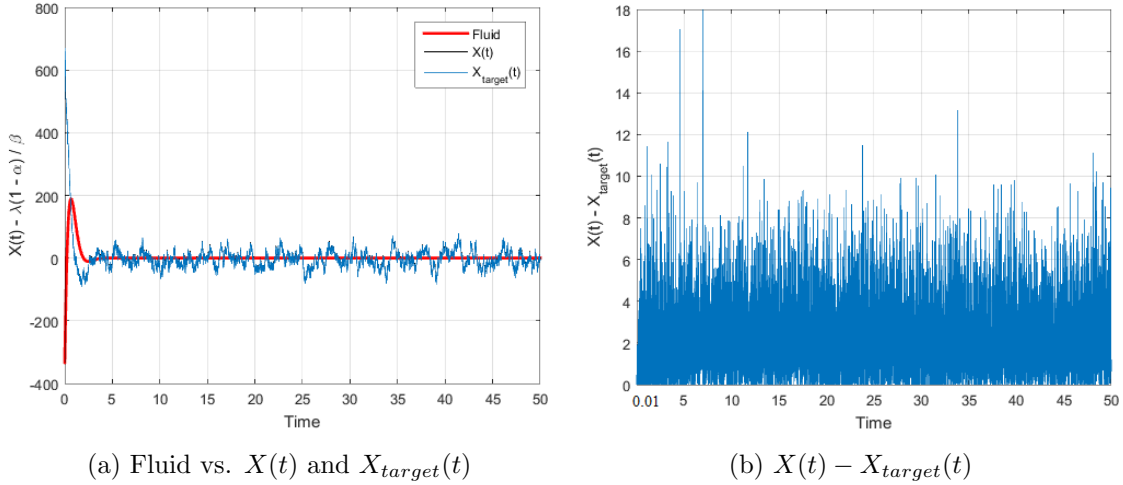 Fluid
X(t)
X_target(t)
800
600
400
200
0
-200
-400
X(t) - λ(1 - α) / β
0 5 10 15 20 25 30 35 40 45 50
Time
(a) Fluid vs. X(t) and X_target(t)
18
16
14
12
10
8
6
4
2
0
X(t) - X_target(t)
0.01 5 10 15 20 25 30 35 40 45 50
Time
(b) X(t) − X_target(t)